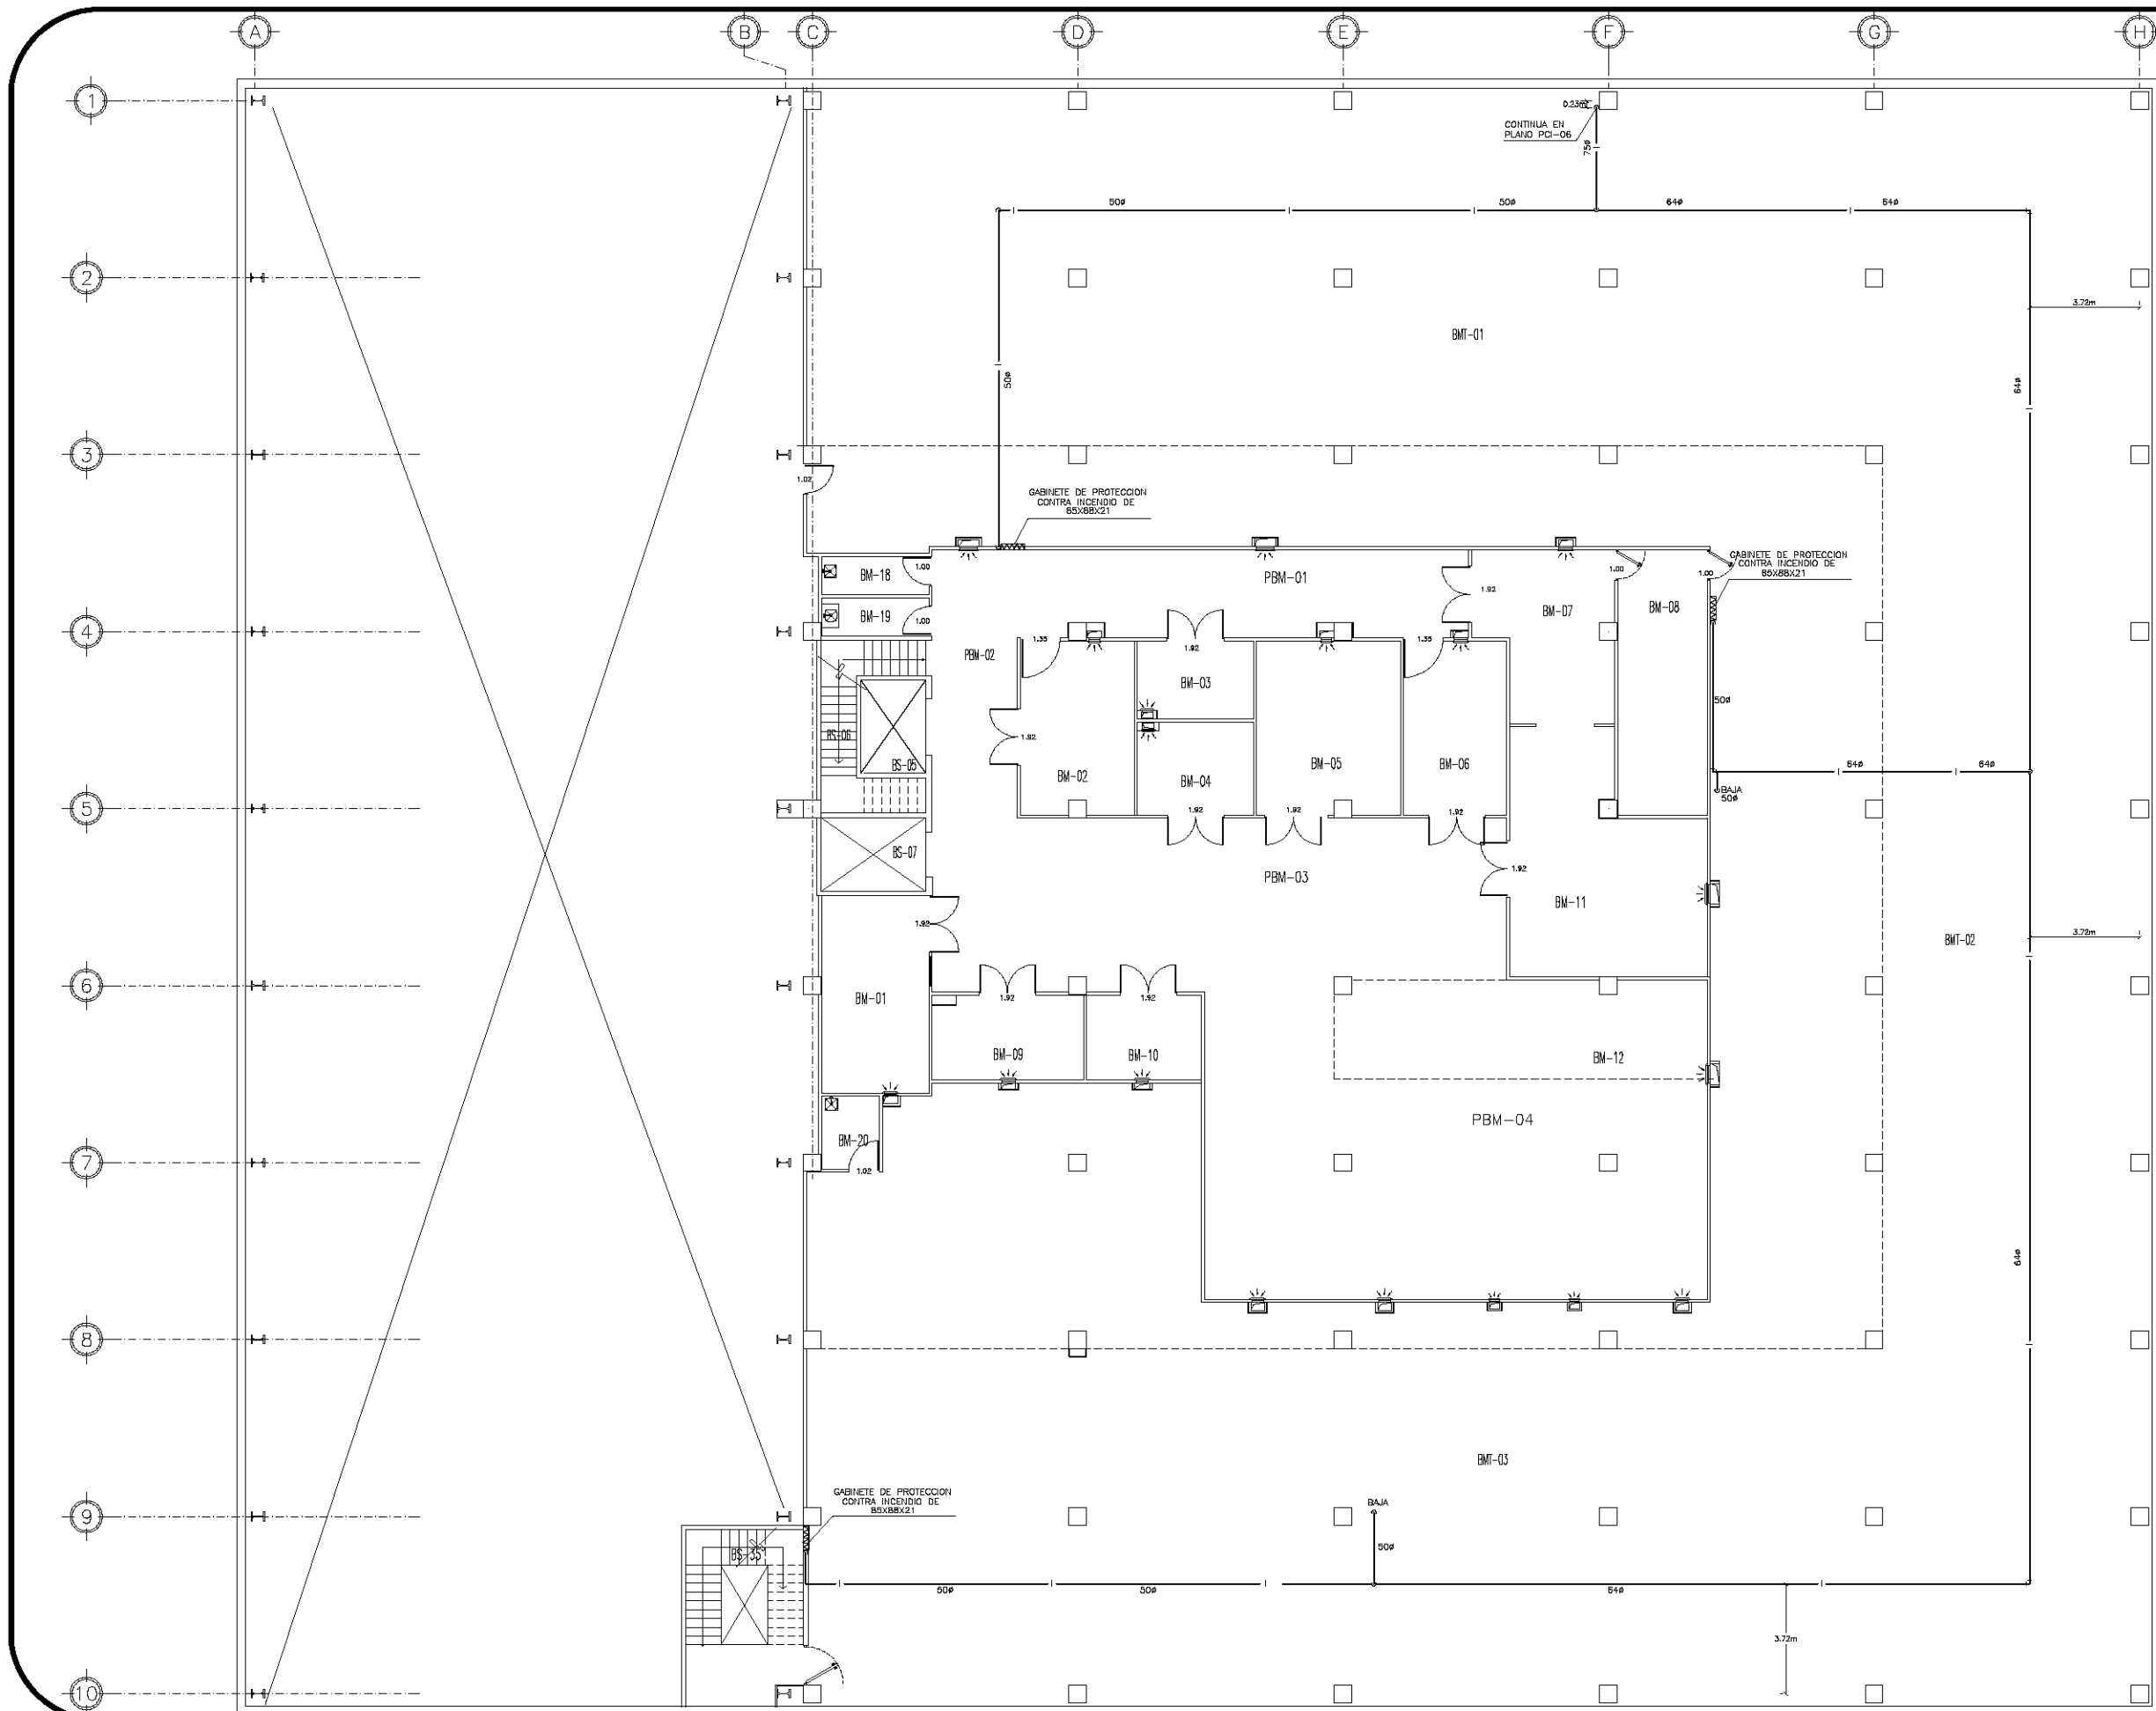 A
B
C
D
E
F
G
H
1
CONTINUA EN
PLANO PCI-06
75ø
50ø
50ø
64ø
64ø
2
3.72m
BMT-01
50ø
64ø
3
1.02
GABINETE DE PROTECCION
CONTRA INCENDIO DE
85X88X21
GABINETE DE PROTECCION
CONTRA INCENDIO DE
85X88X21
BM-18
1.00
PBM-01
1.00
1.00
1.92
BM-07
BM-08
BM-19
1.00
4
1.35
1.92
1.35
PBM-02
BM-03
50ø
BS-06
1.92
BS-05
BM-02
BM-04
BM-05
BM-06
64ø
64ø
BAJA
50ø
5
1.92
1.92
1.92
BS-07
PBM-03
1.92
BM-11
1.92
BMT-02
3.72m
6
BM-01
1.92
1.92
BM-09
BM-10
BM-12
PBM-04
BM-20
7
1.02
64ø
8
BMT-03
GABINETE DE PROTECCION
CONTRA INCENDIO DE
85X88X21
BAJA
9
BS-35
50ø
50ø
50ø
64ø
3.72m
10